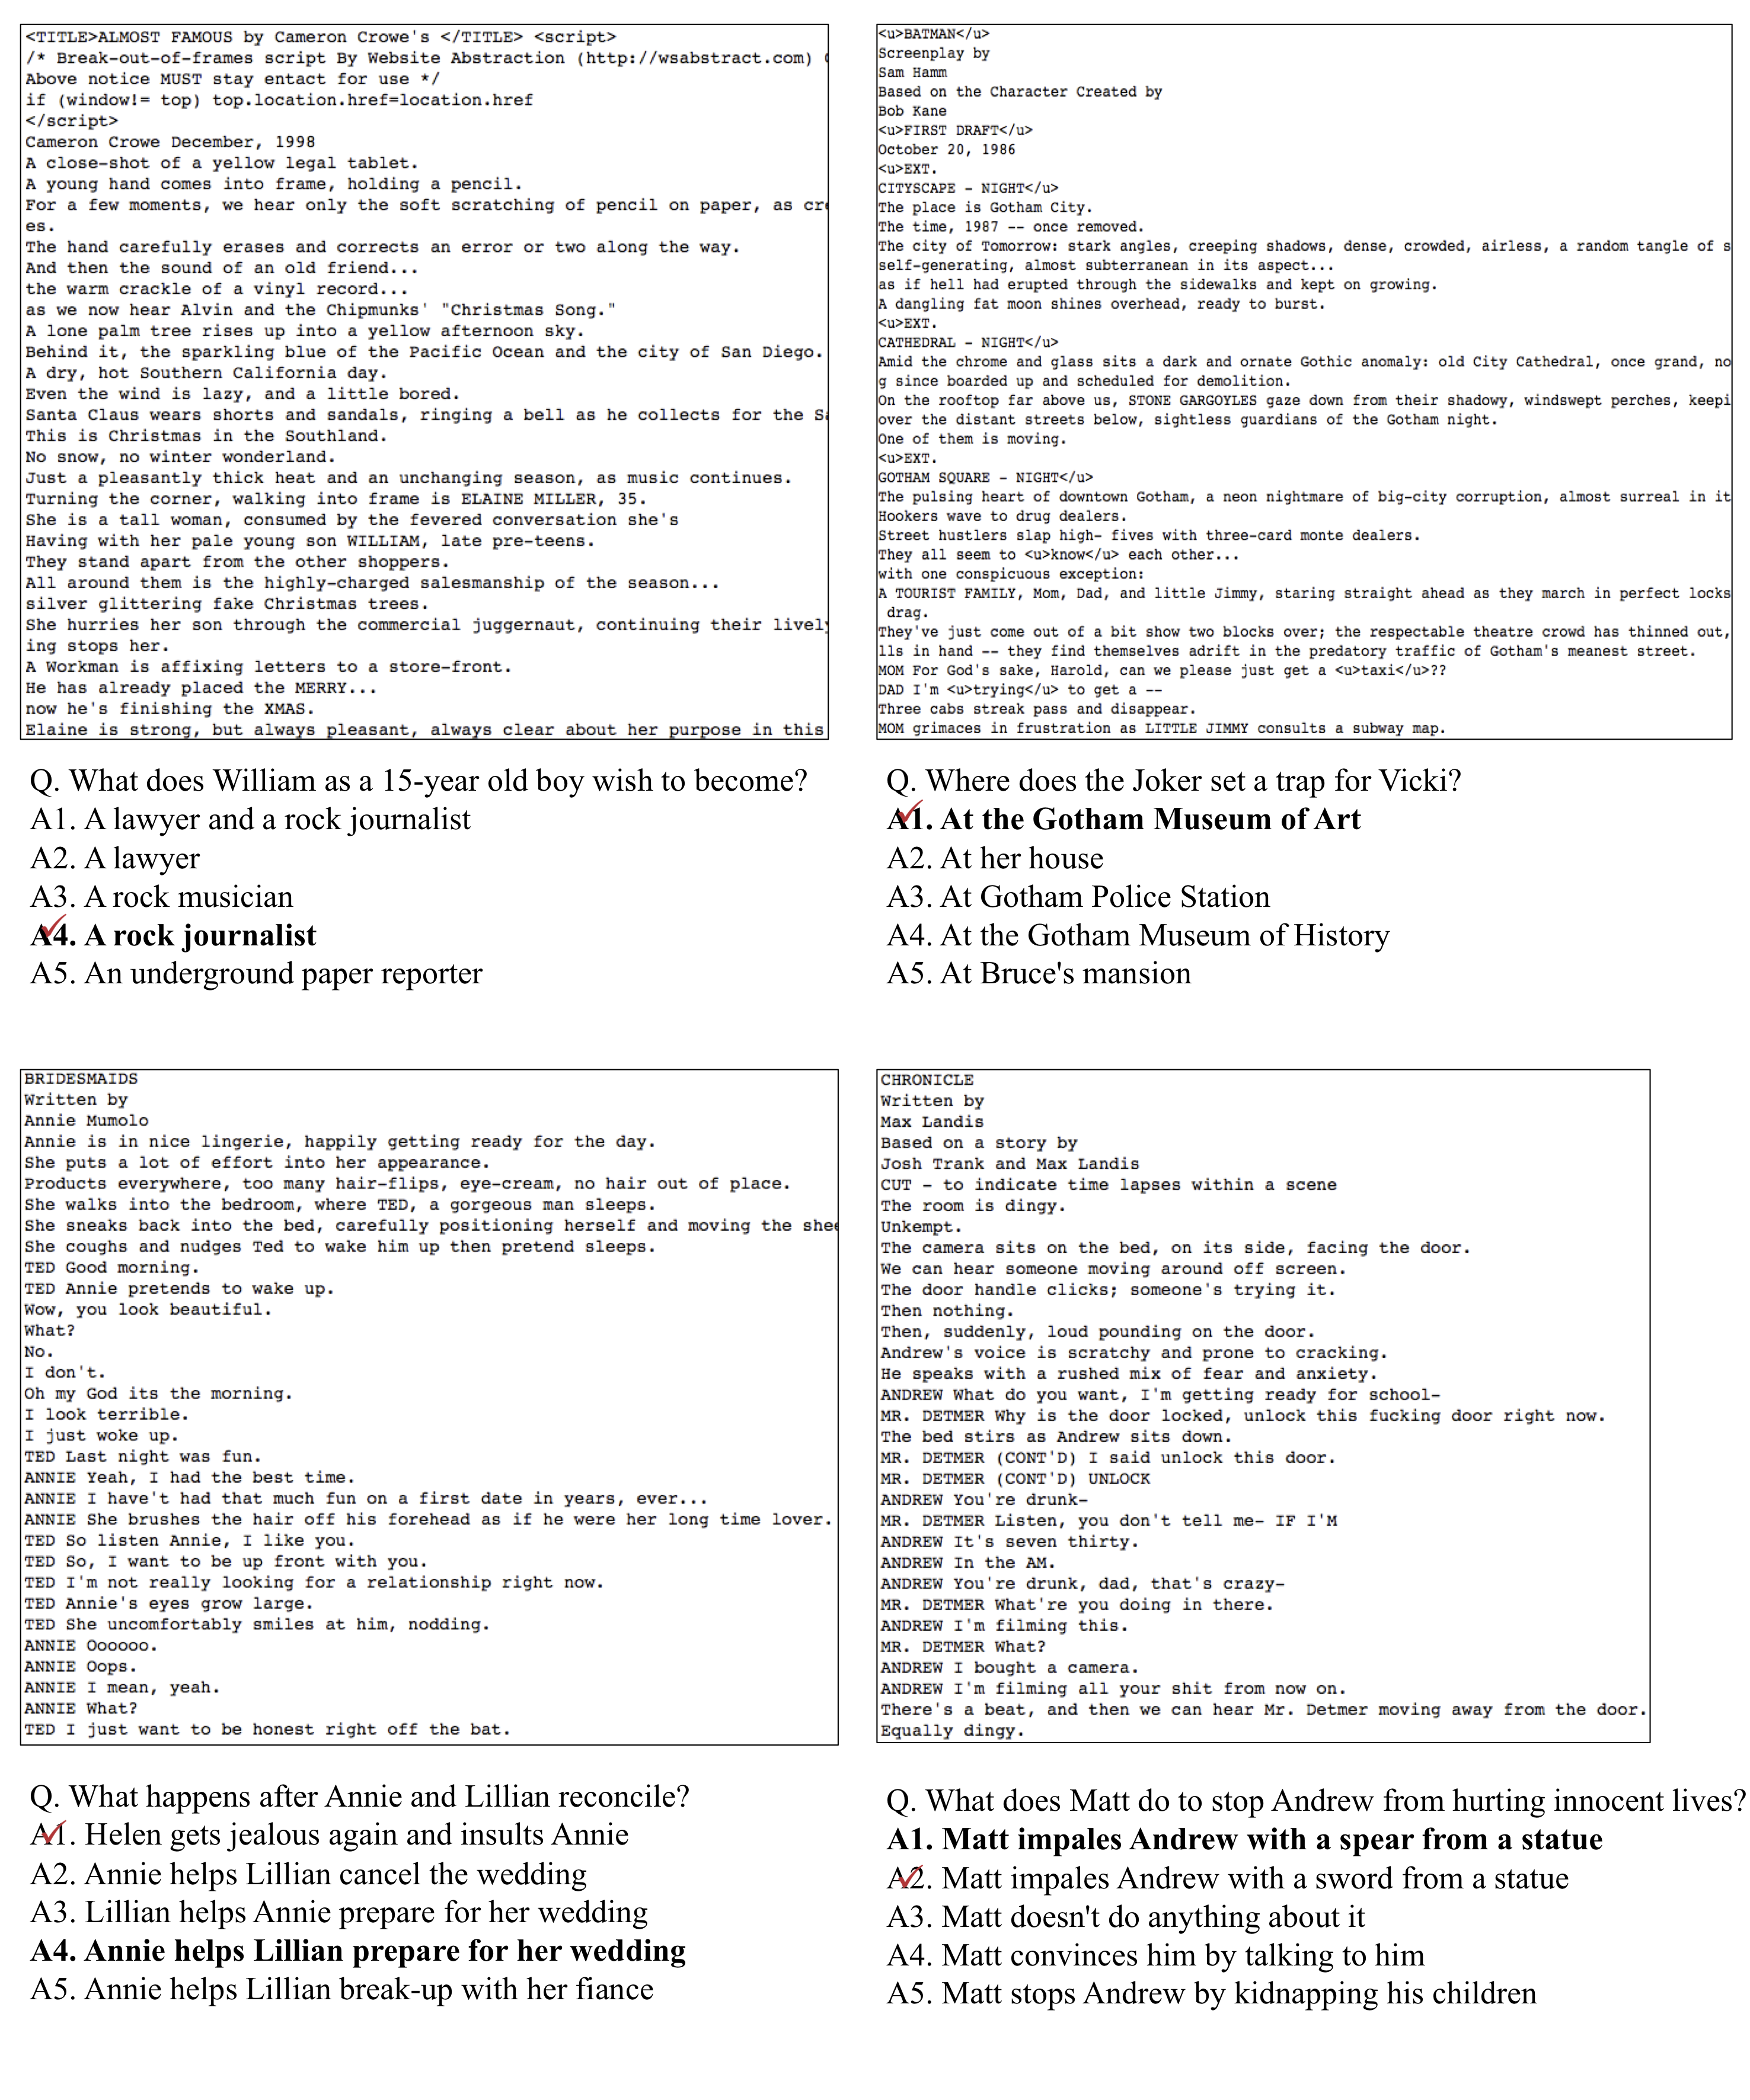 <TITLE>ALMOST FAMOUS by Cameron Crowe's </TITLE> <script>
/* Break-out-of-frames script By Website Abstraction (http://wsabstract.com)
Above notice MUST stay entact for use */
if (window!= top) top.location.href=location.href
</script>
Cameron Crowe December, 1998
A close-shot of a yellow legal tablet.
A young hand comes into frame, holding a pencil.
For a few moments, we hear only the soft scratching of pencil on paper, as cre
es.
The hand carefully erases and corrects an error or two along the way.
And then the sound of an old friend...
the warm crackle of a vinyl record...
as we now hear Alvin and the Chipmunks' "Christmas Song."
A lone palm tree rises up into a yellow afternoon sky.
Behind it, the sparkling blue of the Pacific Ocean and the city of San Diego.
A dry, hot Southern California day.
Even the wind is lazy, and a little bored.
Santa Claus wears shorts and sandals, ringing a bell as he collects for the Sa
This is Christmas in the Southland.
No snow, no winter wonderland.
Just a pleasantly thick heat and an unchanging season, as music continues.
Turning the corner, walking into frame is ELAINE MILLER, 35.
She is a tall woman, consumed by the fevered conversation she's
Having with her pale young son WILLIAM, late pre-teens.
They stand apart from the other shoppers.
All around them is the highly-charged salesmanship of the season...
silver glittering fake Christmas trees.
She hurries her son through the commercial juggernaut, continuing their lively
ing stops her.
A Workman is affixing letters to a store-front.
He has already placed the MERRY...
now he's finishing the XMAS.
Elaine is strong, but always pleasant, always clear about her purpose in this
Q. What does William as a 15-year old boy wish to become?
A1. A lawyer and a rock journalist
A2. A lawyer
A3. A rock musician
A4. A rock journalist
A5. An underground paper reporter
<u>BATMAN</u>
Screenplay by
Sam Hamm
Based on the Character Created by
Bob Kane
<u>FIRST DRAFT</u>
October 20, 1986
<u>EXT.
CITYSCAPE - NIGHT</u>
The place is Gotham City.
The time, 1987 -- once removed.
The city of Tomorrow: stark angles, creeping shadows, dense, crowded, airless, a random tangle of s
self-generating, almost subterranean in its aspect...
as if hell had erupted through the sidewalks and kept on growing.
A dangling fat moon shines overhead, ready to burst.
<u>EXT.
CATHEDRAL - NIGHT</u>
Amid the chrome and glass sits a dark and ornate Gothic anomaly: old City Cathedral, once grand, no
g since boarded up and scheduled for demolition.
On the rooftop far above us, STONE GARGOYLES gaze down from their shadowy, windswept perches, keepi
over the distant streets below, sightless guardians of the Gotham night.
One of them is moving.
<u>EXT.
GOTHAM SQUARE - NIGHT</u>
The pulsing heart of downtown Gotham, a neon nightmare of big-city corruption, almost surreal in it
Hookers wave to drug dealers.
Street hustlers slap high- fives with three-card monte dealers.
They all seem to <u>know</u> each other...
with one conspicuous exception:
A TOURIST FAMILY, Mom, Dad, and little Jimmy, staring straight ahead as they march in perfect locks
drag.
They've just come out of a bit show two blocks over; the respectable theatre crowd has thinned out,
lls in hand -- they find themselves adrift in the predatory traffic of Gotham's meanest street.
MOM For God's sake, Harold, can we please just get a <u>taxi</u>??
DAD I'm <u>trying</u> to get a --
Three cabs streak pass and disappear.
MOM grimaces in frustration as LITTLE JIMMY consults a subway map.
Q. Where does the Joker set a trap for Vicki?
A1. At the Gotham Museum of Art
A2. At her house
A3. At Gotham Police Station
A4. At the Gotham Museum of History
A5. At Bruce's mansion
BRIDESMAIDS
Written by
Annie Mumolo
Annie is in nice lingerie, happily getting ready for the day.
She puts a lot of effort into her appearance.
Products everywhere, too many hair-flips, eye-cream, no hair out of place.
She walks into the bedroom, where TED, a gorgeous man sleeps.
She sneaks back into the bed, carefully positioning herself and moving the shee
She coughs and nudges Ted to wake him up then pretend sleeps.
TED Good morning.
TED Annie pretends to wake up.
Wow, you look beautiful.
What?
No.
I don't.
Oh my God its the morning.
I look terrible.
I just woke up.
TED Last night was fun.
ANNIE Yeah, I had the best time.
ANNIE I have't had that much fun on a first date in years, ever...
ANNIE She brushes the hair off his forehead as if he were her long time lover.
TED So listen Annie, I like you.
TED So, I want to be up front with you.
TED I'm not really looking for a relationship right now.
TED Annie's eyes grow large.
TED She uncomfortably smiles at him, nodding.
ANNIE Oooooo.
ANNIE Oops.
ANNIE I mean, yeah.
ANNIE What?
TED I just want to be honest right off the bat.
Q. What happens after Annie and Lillian reconcile?
A1. Helen gets jealous again and insults Annie
A2. Annie helps Lillian cancel the wedding
A3. Lillian helps Annie prepare for her wedding
A4. Annie helps Lillian prepare for her wedding
A5. Annie helps Lillian break-up with her fiance
CHRONICLE
Written by
Max Landis
Based on a story by
Josh Trank and Max Landis
CUT - to indicate time lapses within a scene
The room is dingy.
Unkempt.
The camera sits on the bed, on its side, facing the door.
We can hear someone moving around off screen.
The door handle clicks; someone's trying it.
Then nothing.
Then, suddenly, loud pounding on the door.
Andrew's voice is scratchy and prone to cracking.
He speaks with a rushed mix of fear and anxiety.
ANDREW What do you want, I'm getting ready for school-
MR. DETMER Why is the door locked, unlock this fucking door right now.
The bed stirs as Andrew sits down.
MR. DETMER (CONT'D) I said unlock this door.
MR. DETMER (CONT'D) UNLOCK
ANDREW You're drunk-
MR. DETMER Listen, you don't tell me- IF I'M
ANDREW It's seven thirty.
ANDREW In the AM.
ANDREW You're drunk, dad, that's crazy-
MR. DETMER What're you doing in there.
ANDREW I'm filming this.
MR. DETMER What?
ANDREW I bought a camera.
ANDREW I'm filming all your shit from now on.
There's a beat, and then we can hear Mr. Detmer moving away from the door.
Equally dingy.
Q. What does Matt do to stop Andrew from hurting innocent lives?
A1. Matt impales Andrew with a spear from a statue
A2. Matt impales Andrew with a sword from a statue
A3. Matt doesn't do anything about it
A4. Matt convinces him by talking to him
A5. Matt stops Andrew by kidnapping his children